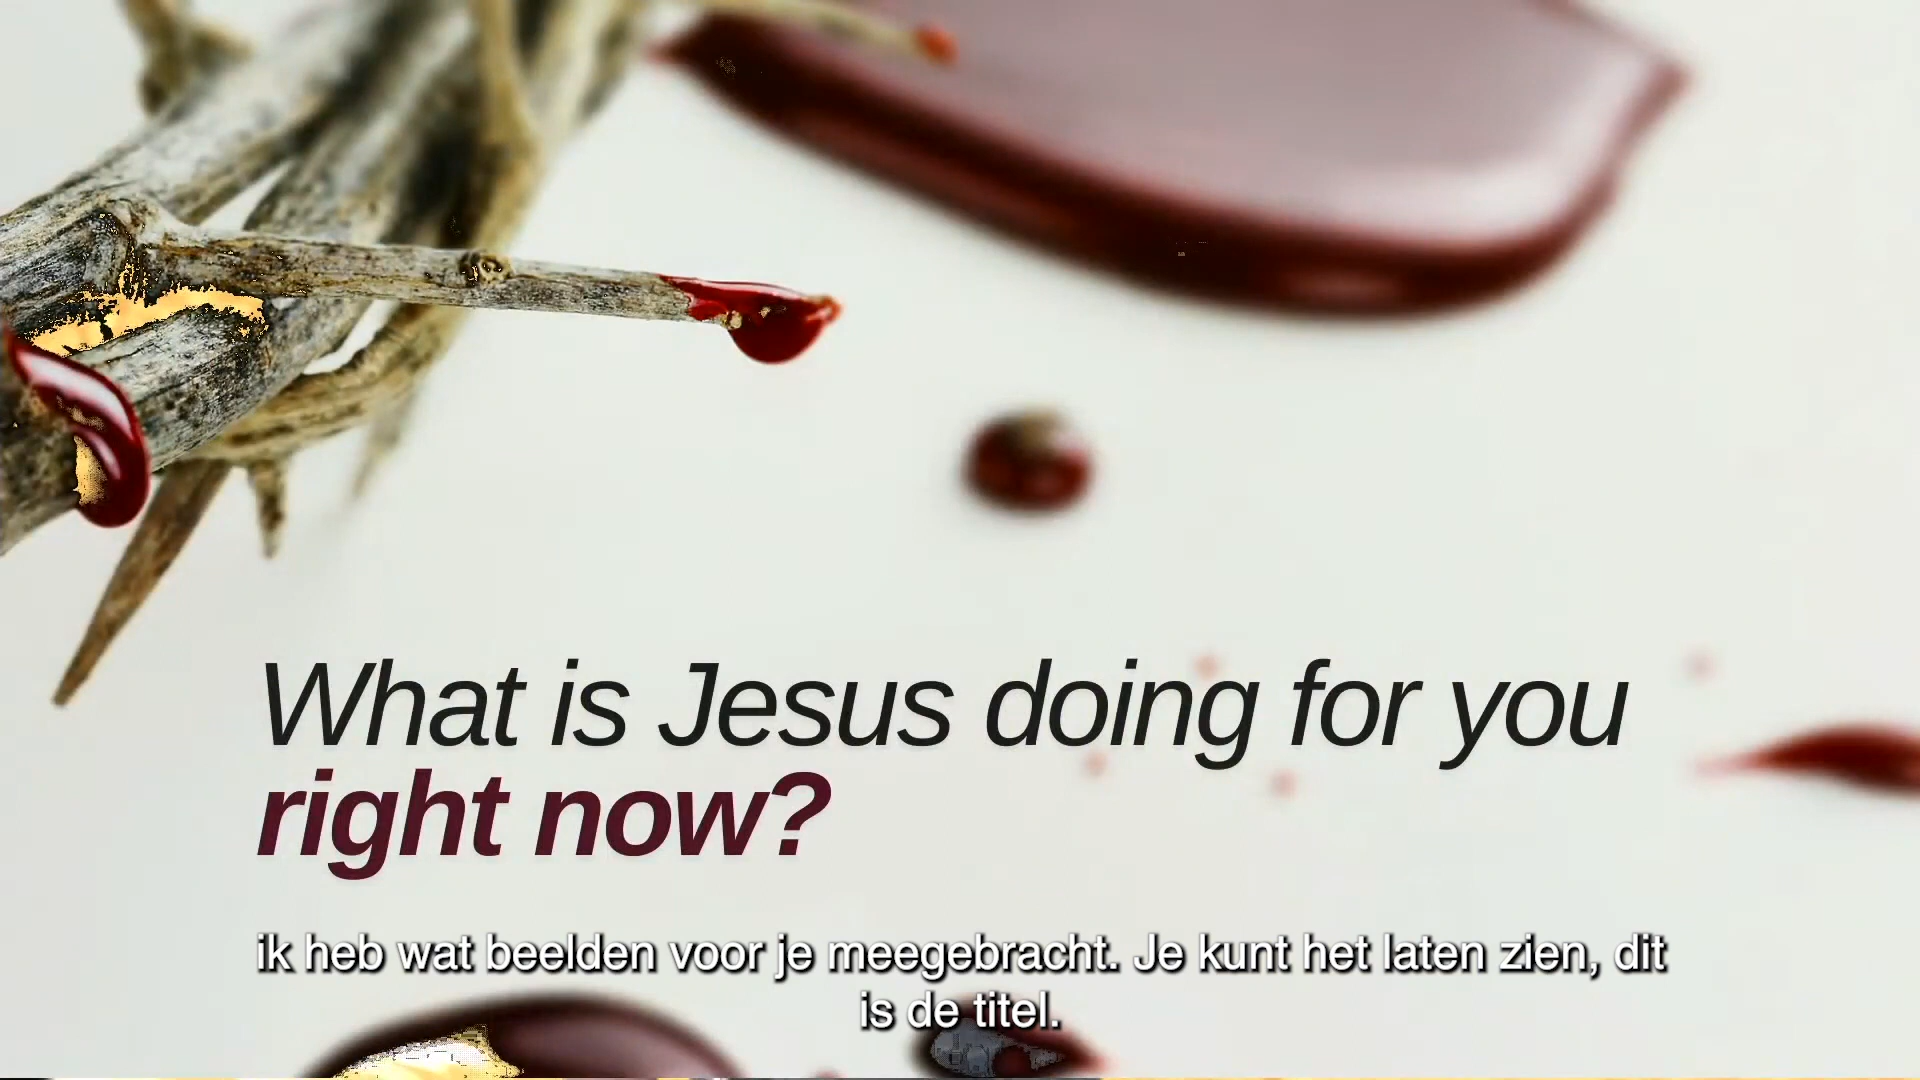 What is Jesus doing for you
right now?
ik heb wat beelden voor je meegebracht. Je kunt het laten zien, dit
is de titel.